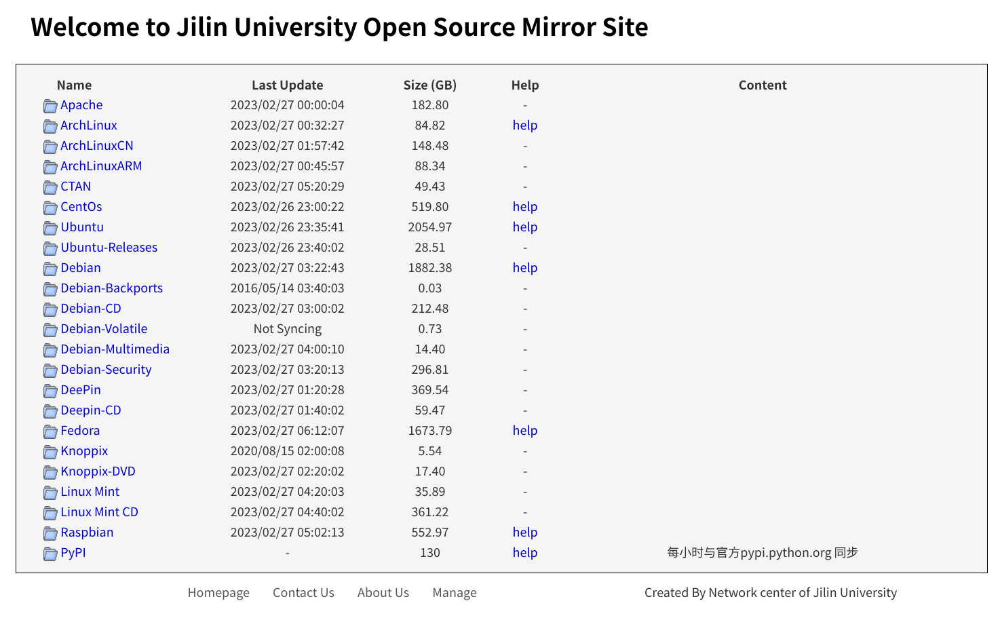 Welcome to Jilin University Open Source Mirror Site
Name Last Update Size (GB) Help Content
Apache 2023/02/27 00:00:04 182.80 -
ArchLinux 2023/02/27 00:32:27 84.82 help
ArchLinuxCN 2023/02/27 01:57:42 148.48 -
ArchLinuxARM 2023/02/27 00:45:57 88.34 -
CTAN 2023/02/27 05:20:29 49.43 -
CentOs 2023/02/26 23:00:22 519.80 help
Ubuntu 2023/02/26 23:35:41 2054.97 help
Ubuntu-Releases 2023/02/26 23:40:02 28.51 -
Debian 2023/02/27 03:22:43 1882.38 help
Debian-Backports 2016/05/14 03:40:03 0.03 -
Debian-CD 2023/02/27 03:00:02 212.48 -
Debian-Volatile Not Syncing 0.73 -
Debian-Multimedia 2023/02/27 04:00:10 14.40 -
Debian-Security 2023/02/27 03:20:13 296.81 -
DeePin 2023/02/27 01:20:28 369.54 -
Deepin-CD 2023/02/27 01:40:02 59.47 -
Fedora 2023/02/27 06:12:07 1673.79 help
Knoppix 2020/08/15 02:00:08 5.54 -
Knoppix-DVD 2023/02/27 02:20:02 17.40 -
Linux Mint 2023/02/27 04:20:03 35.89 -
Linux Mint CD 2023/02/27 04:40:02 361.22 -
Raspbian 2023/02/27 05:02:13 552.97 help
PyPI - 130 help 每小时与官方pypi.python.org 同步
Homepage Contact Us About Us Manage Created By Network center of Jilin University